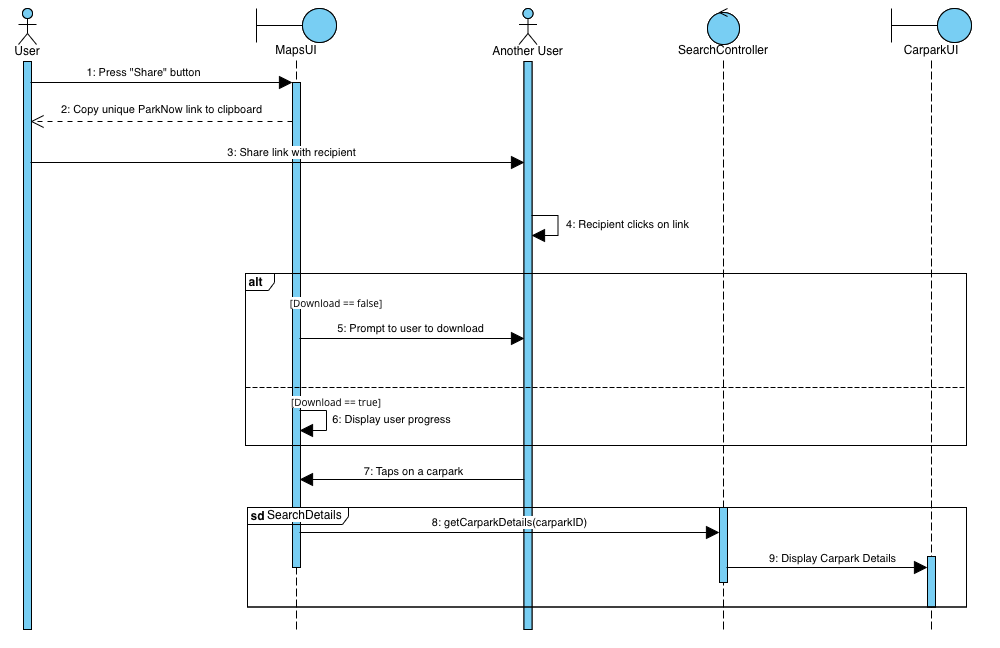 User
MapsUI
Another User
SearchController
CarparkUI
1: Press "Share" button
2: Copy unique ParkNow link to clipboard
3: Share link with recipient
4: Recipient clicks on link
alt
[Download == false]
5: Prompt to user to download
[Download == true]
6: Display user progress
7: Taps on a carpark
sd SearchDetails
8: getCarparkDetails(carparkID)
9: Display Carpark Details